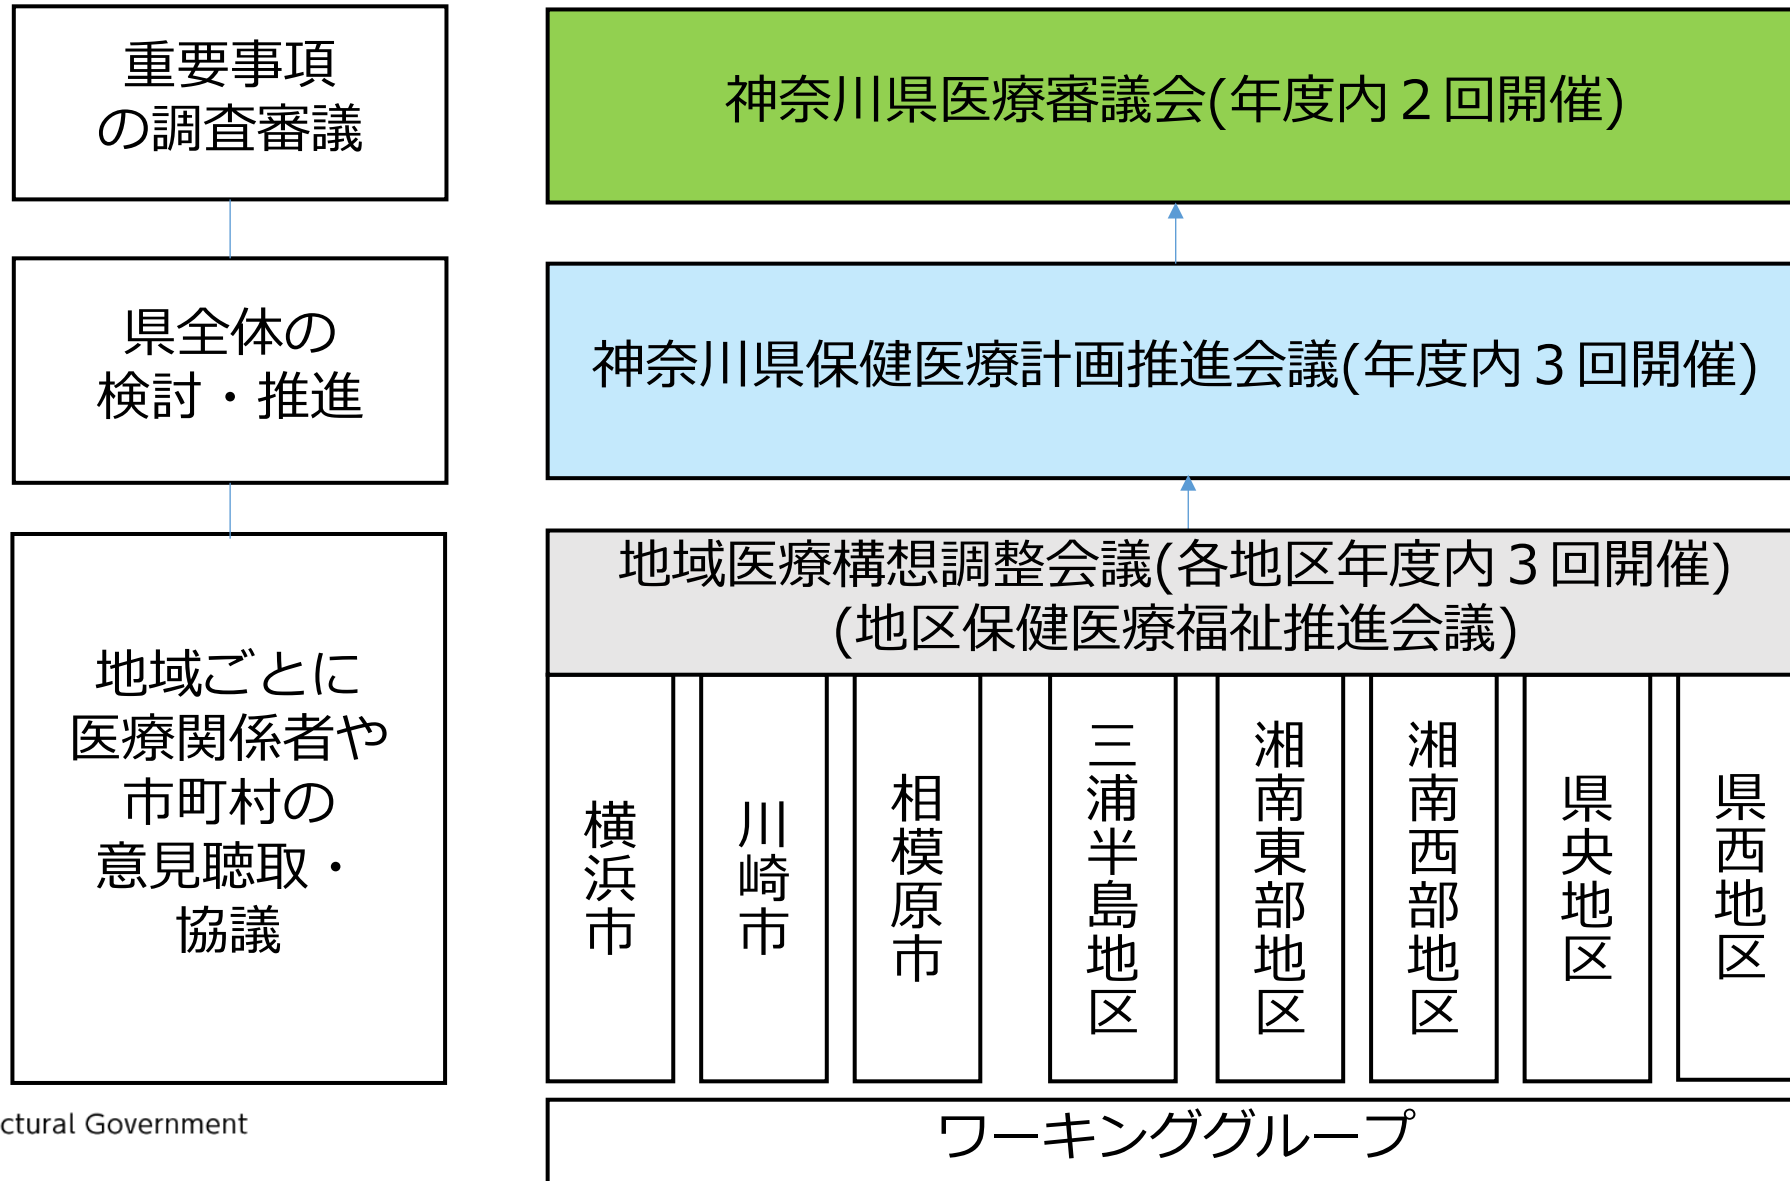 重要事項
の調査審議
神奈川県医療審議会(年度内２回開催)
県全体の
検討・推進
神奈川県保健医療計画推進会議(年度内３回開催)
地域ごとに
医療関係者や
市町村の
意見聴取・
協議
地域医療構想調整会議(各地区年度内３回開催)
(地区保健医療福祉推進会議)
横浜市
川崎市
相模原市
三浦半島地区
湘南東部地区
湘南西部地区
県央地区
県西地区
ワーキンググループ
ctural Government